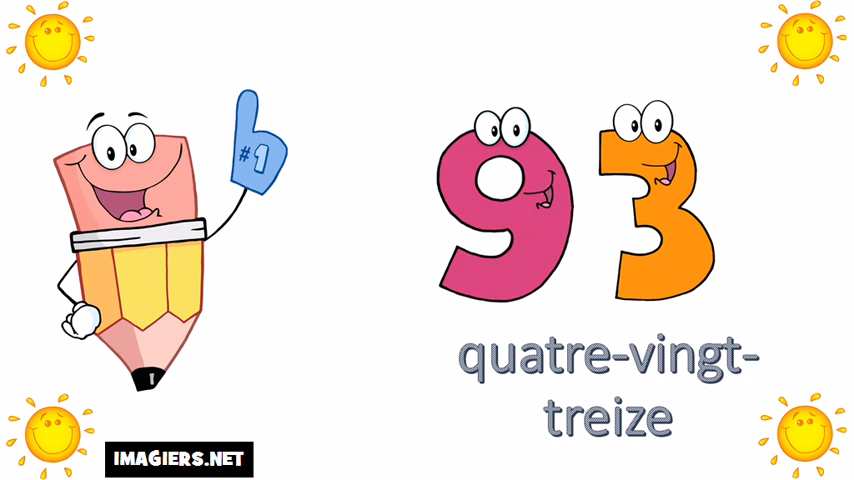 #1
93
quatre-vingt-
treize
IMAGIERS.NET